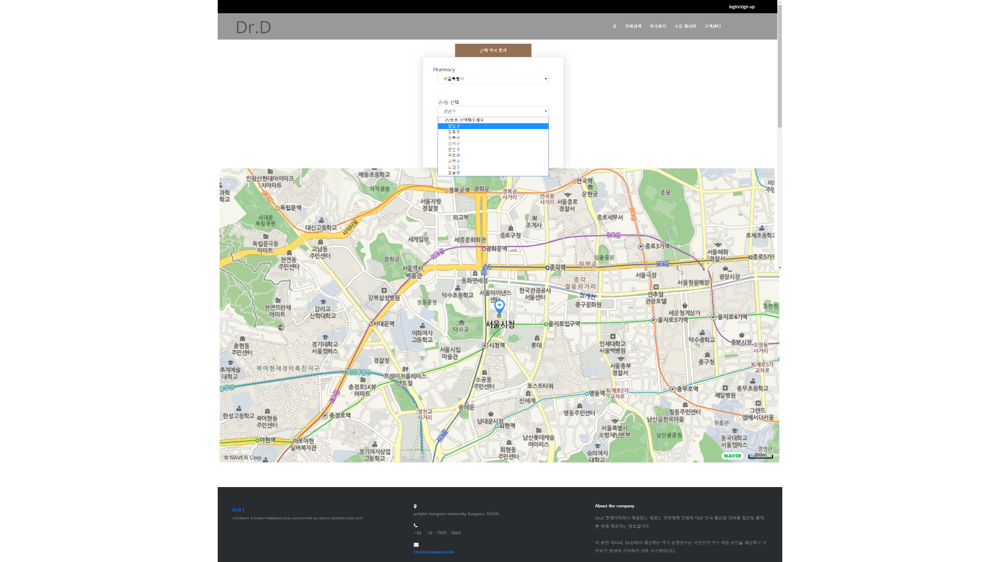 login/sign up
Dr.D
홈 질병검색 약국찾기 소통 게시판 고객센터
근처 약국 찾기
Pharmacy
서울특별시
구/동 선택
강남구
구/동을 선택해주세요
강남구
강동구
강북구
강서구
관악구
구로구
금천구
노원구
도봉구
인왕산현대아이파크
1차아파트
매동초등학교
사직공원
경복궁역
광화문
경복궁
사거리
안국동
사거리
안국역
운현궁
종묘
과학
학교
독립문역
서대문
독립공원
대신고등학교
사직터널
서울지방
경찰청
외교부
서울종로
경찰서
조계사
종로세무서
독립문극동
아파트
교남동
주민센터
세계일보
세종문화회관
종로구청
5호선
효제초등학교
천연동
주민센터
경희궁
5호선
광화문역
종로3가역
서울혜화
경찰서
종로5가역
탑골공원
서울역사
박물관
동화면세점
종각역
피맛골
1호선
서울극장
광장시장
서울청음매장
강북삼성병원
정동공원
덕수초등학교
서울파이낸스
센터
한국관광공사
서울센터
종각
젊음의거리
청계천
중구문화원
센추럴
관광호텔
천연뜨란채
아파트
감리교
신학대학교
서울시청
세운청계상가
을지로3가역
을지로4가역
훈련원
서대문역
이화여자
고등학교
덕수궁
을지로입구역
충현동
주민센터
경기대학교
서울캠퍼스
시청역
롯데
인제대학교
서울백병원
덕수중학교
중부시장
오장동
사거리
서울시립
미술관
경찰청
추계예술
대학교
북아현재정비촉진지구
경의중앙선
프레이저플레이스
센트럴
소공동
주민센터
서울중부
경찰서
중구청
퇴계로5가
교차로
충정로SK뷰
아파트
5호선
포스트타워
신세계
명동역
퇴계로2가
교차로
충무로역
충무초등학교
제일병원
숭례문
염천교
사거리
명동주민센터
필동주민센터
그랜드
앰배서더서울
한성고등학교
북아현동
주민센터
충정로역
남대문시장
회현역
남산골한옥마을
서울특별시
소방재난본부
원흥관
1호선
아현역
마포아현
실버복지관
남산롯데캐슬
아이리스
남산골공원
동국대학교
서울캠퍼스
경영관
경기여자상업
고등학교
회현동
주민센터
숭의여자
대학교
© NAVER Corp.
NAVER
200m
Dr.D |
COPYRIGHT © KOREA PHARMACEUTICAL ASSOCIATION ALL RIGHTS RESERVED SINCE 2019
polytec kangseo university kangseo, SEOUL
+82 - 10 - 7599 - 4869
Dr.D@company.com
About the company
Dr.D 홈페이지에서 제공되는 정보는 국민에게 질병에 대한 인식 확산과 의약품 접근성 확대
를 위해 제공하는 정보입니다.
이 뿐만 아니라, Dr.D에서 제공하는 약국 운영정보는 국민들의 약국 이용 편의를 제공하고 국
민보건 향상에 기여하기 위한 시스템입니다.